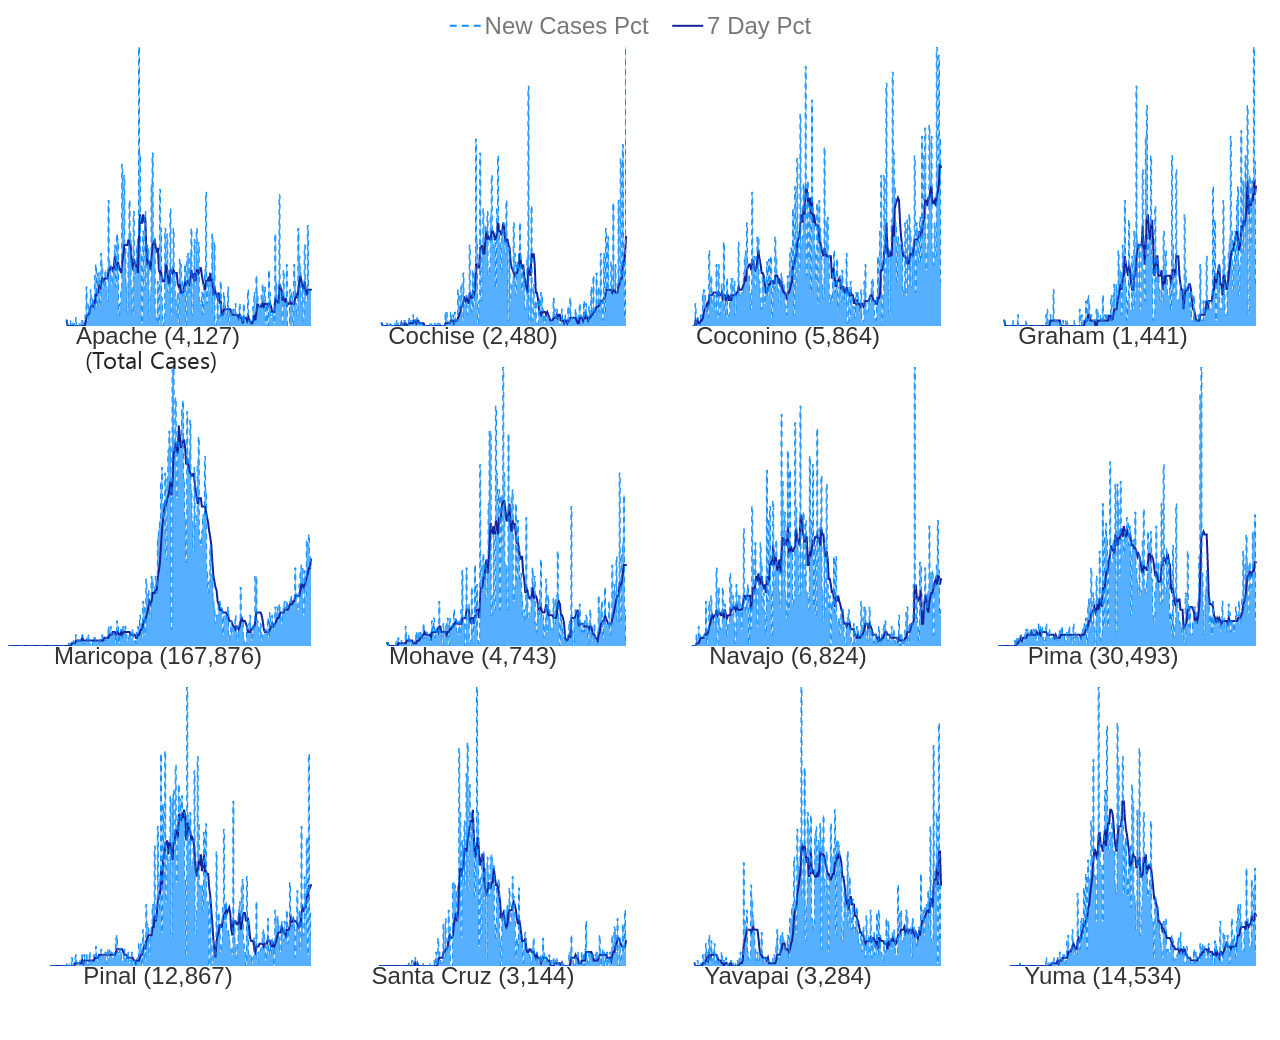 New Cases Pct 7 Day Pct
Apache (4,127) Cochise (2,480) Coconino (5,864) Graham (1,441)
(Total Cases)
Maricopa (167,876) Mohave (4,743) Navajo (6,824) Pima (30,493)
Pinal (12,867) Santa Cruz (3,144) Yavapai (3,284) Yuma (14,534)